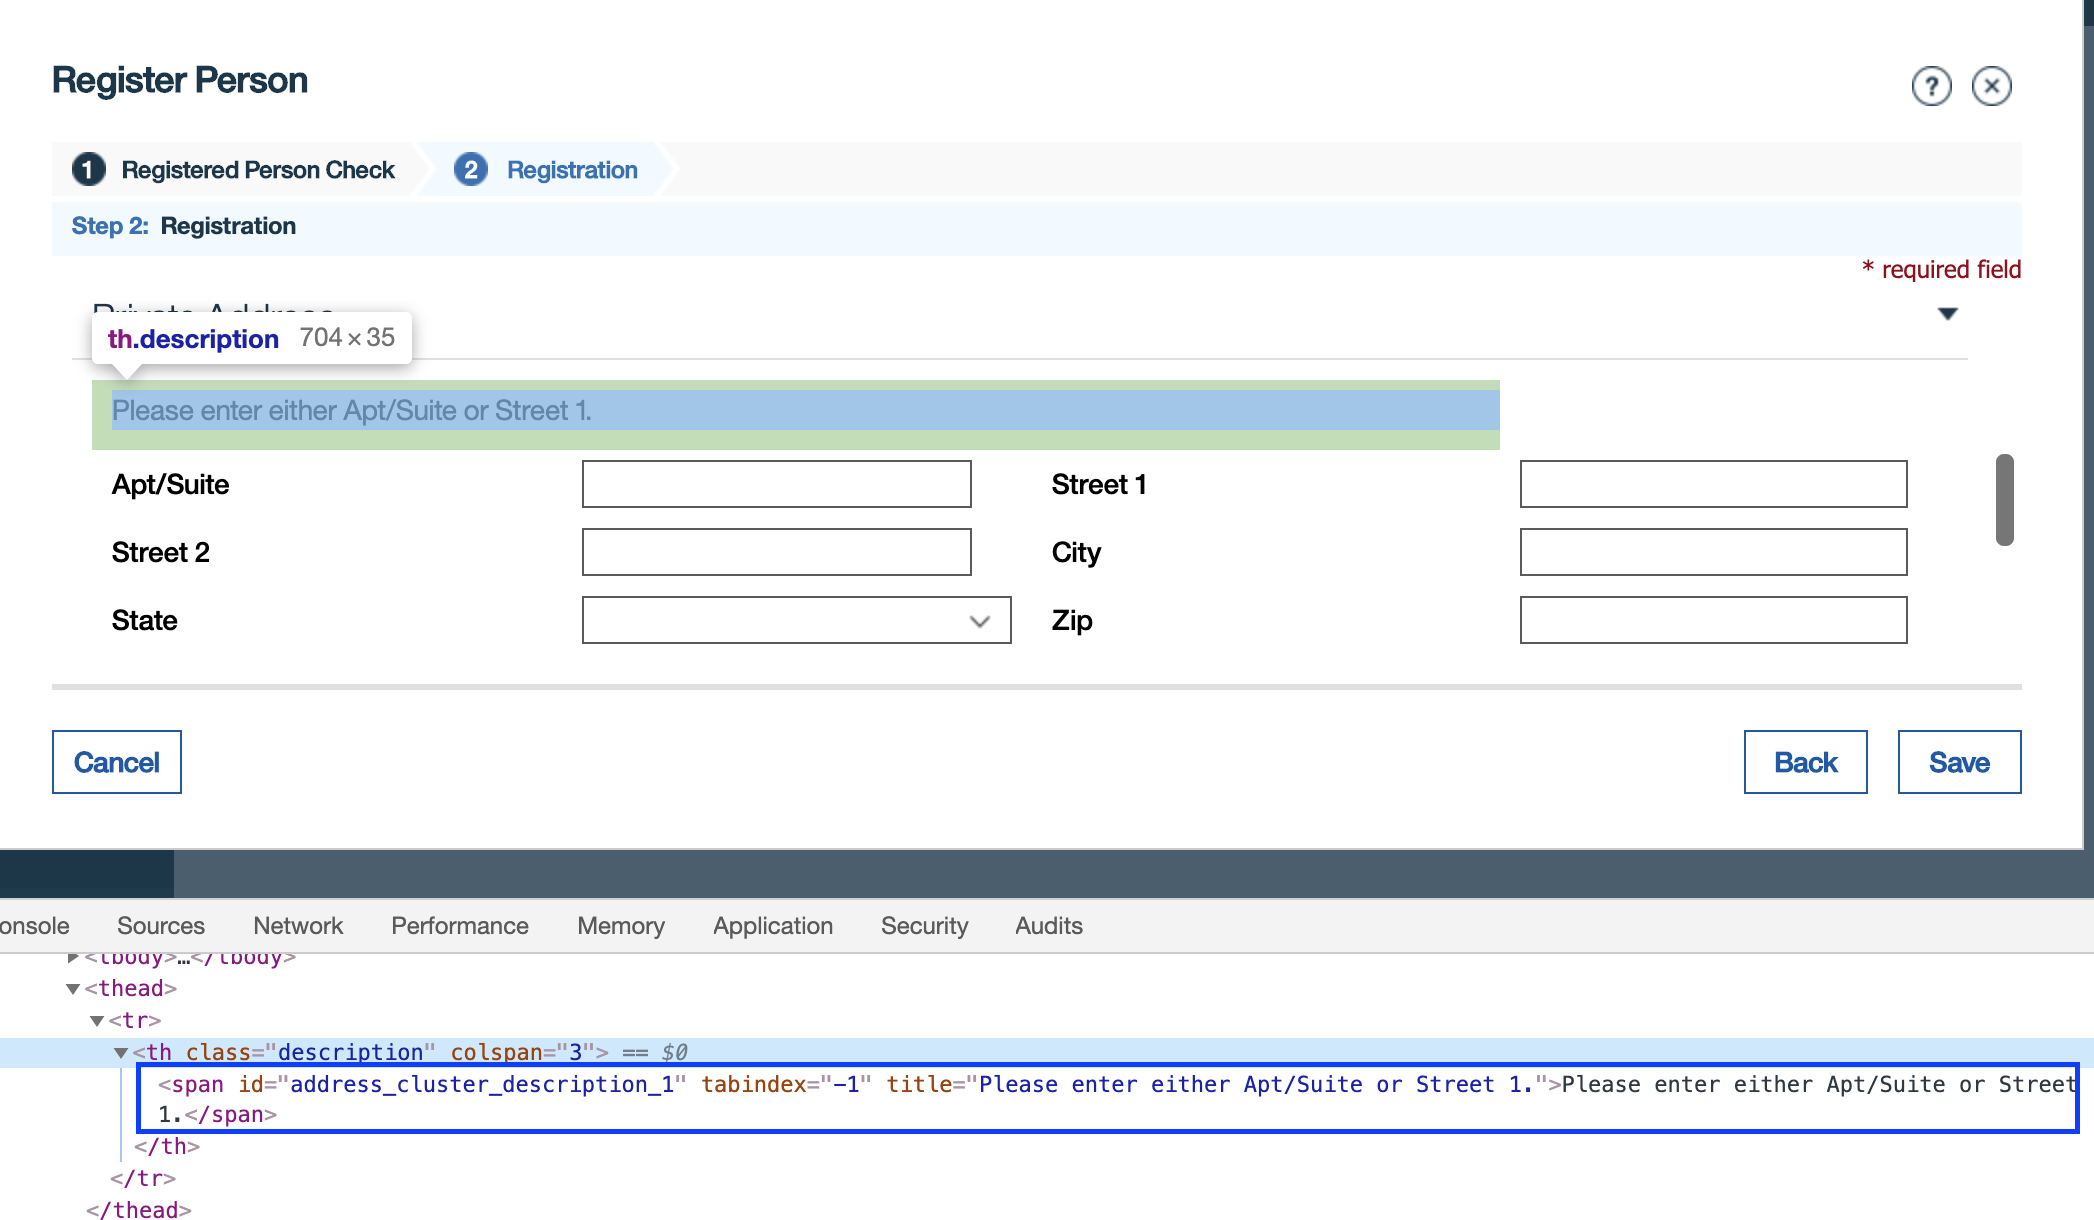 Register Person
?
1 Registered Person Check 2 Registration
Step 2: Registration
* required field
Private Address
th.description 704×35
Please enter either Apt/Suite or Street 1.
Apt/Suite Street 1
Street 2 City
State Zip
Cancel Back Save
onsole Sources Network Performance Memory Application Security Audits
<tbody>…</tbody>
<thead>
<tr>
<th class="description" colspan="3"> == $0
<span id="address_cluster_description_1" tabindex="-1" title="Please enter either Apt/Suite or Street 1.">Please enter either Apt/Suite or Street
1.</span>
</th>
</tr>
</thead>